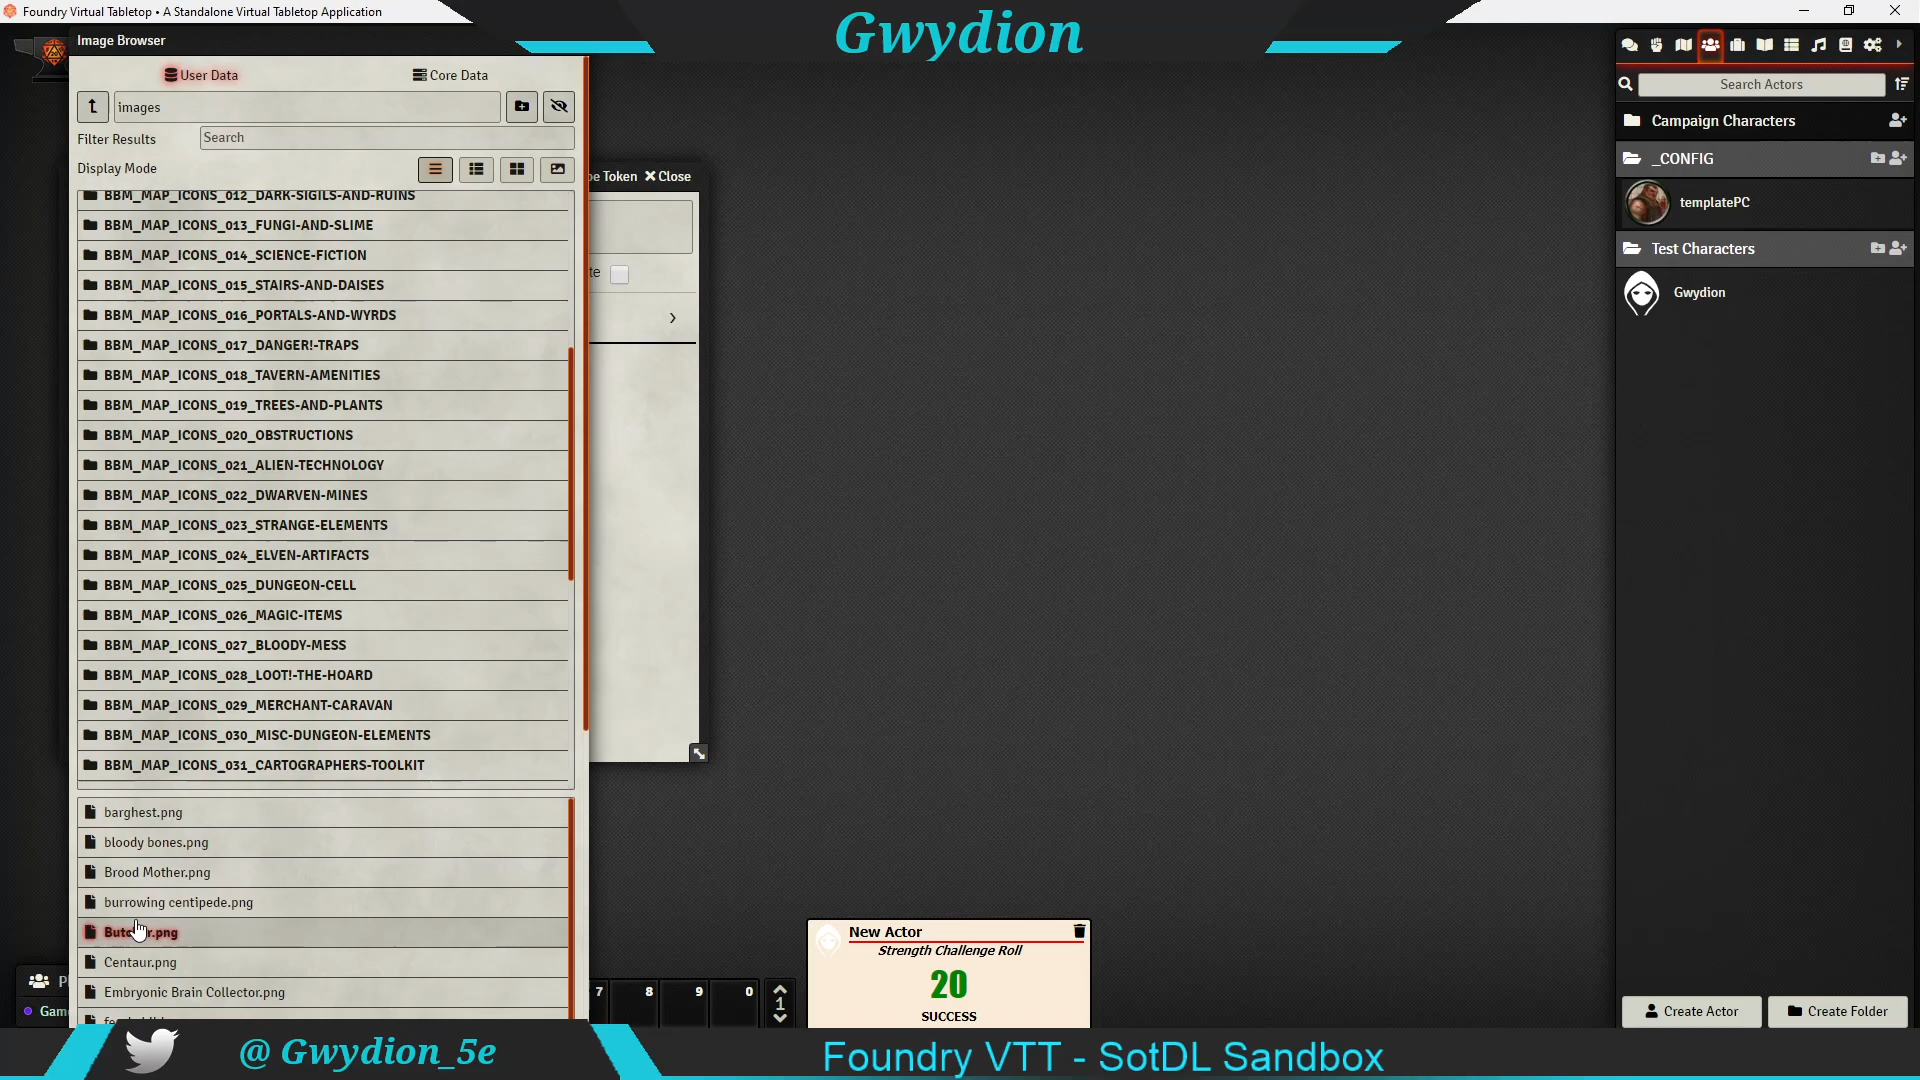 Foundry Virtual Tabletop • A Standalone Virtual Tabletop Application
Gwydion
Image Browser
User Data
Core Data
images
Filter Results
Search
Display Mode
BBM_MAP_ICONS_012_DARK-SIGILS-AND-RUINS
BBM_MAP_ICONS_013_FUNGI-AND-SLIME
BBM_MAP_ICONS_014_SCIENCE-FICTION
BBM_MAP_ICONS_015_STAIRS-AND-DAISES
BBM_MAP_ICONS_016_PORTALS-AND-WYRDS
BBM_MAP_ICONS_017_DANGER!-TRAPS
BBM_MAP_ICONS_018_TAVERN-AMENITIES
BBM_MAP_ICONS_019_TREES-AND-PLANTS
BBM_MAP_ICONS_020_OBSTRUCTIONS
BBM_MAP_ICONS_021_ALIEN-TECHNOLOGY
BBM_MAP_ICONS_022_DWARVEN-MINES
BBM_MAP_ICONS_023_STRANGE-ELEMENTS
BBM_MAP_ICONS_024_ELVEN-ARTIFACTS
BBM_MAP_ICONS_025_DUNGEON-CELL
BBM_MAP_ICONS_026_MAGIC-ITEMS
BBM_MAP_ICONS_027_BLOODY-MESS
BBM_MAP_ICONS_028_LOOT!-THE-HOARD
BBM_MAP_ICONS_029_MERCHANT-CARAVAN
BBM_MAP_ICONS_030_MISC-DUNGEON-ELEMENTS
BBM_MAP_ICONS_031_CARTOGRAPHERS-TOOLKIT
barghest.png
bloody bones.png
Brood Mother.png
burrowing centipede.png
Centaur.png
Embryonic Brain Collector.png
Token
Close
Search Actors
Campaign Characters
_CONFIG
templatePC
Test Characters
Gwydion
Create Actor
Create Folder
7 8 9 0
1
New Actor
Strength Challenge Roll
20
SUCCESS
@ Gwydion_5e
Foundry VTT - SotDL Sandbox